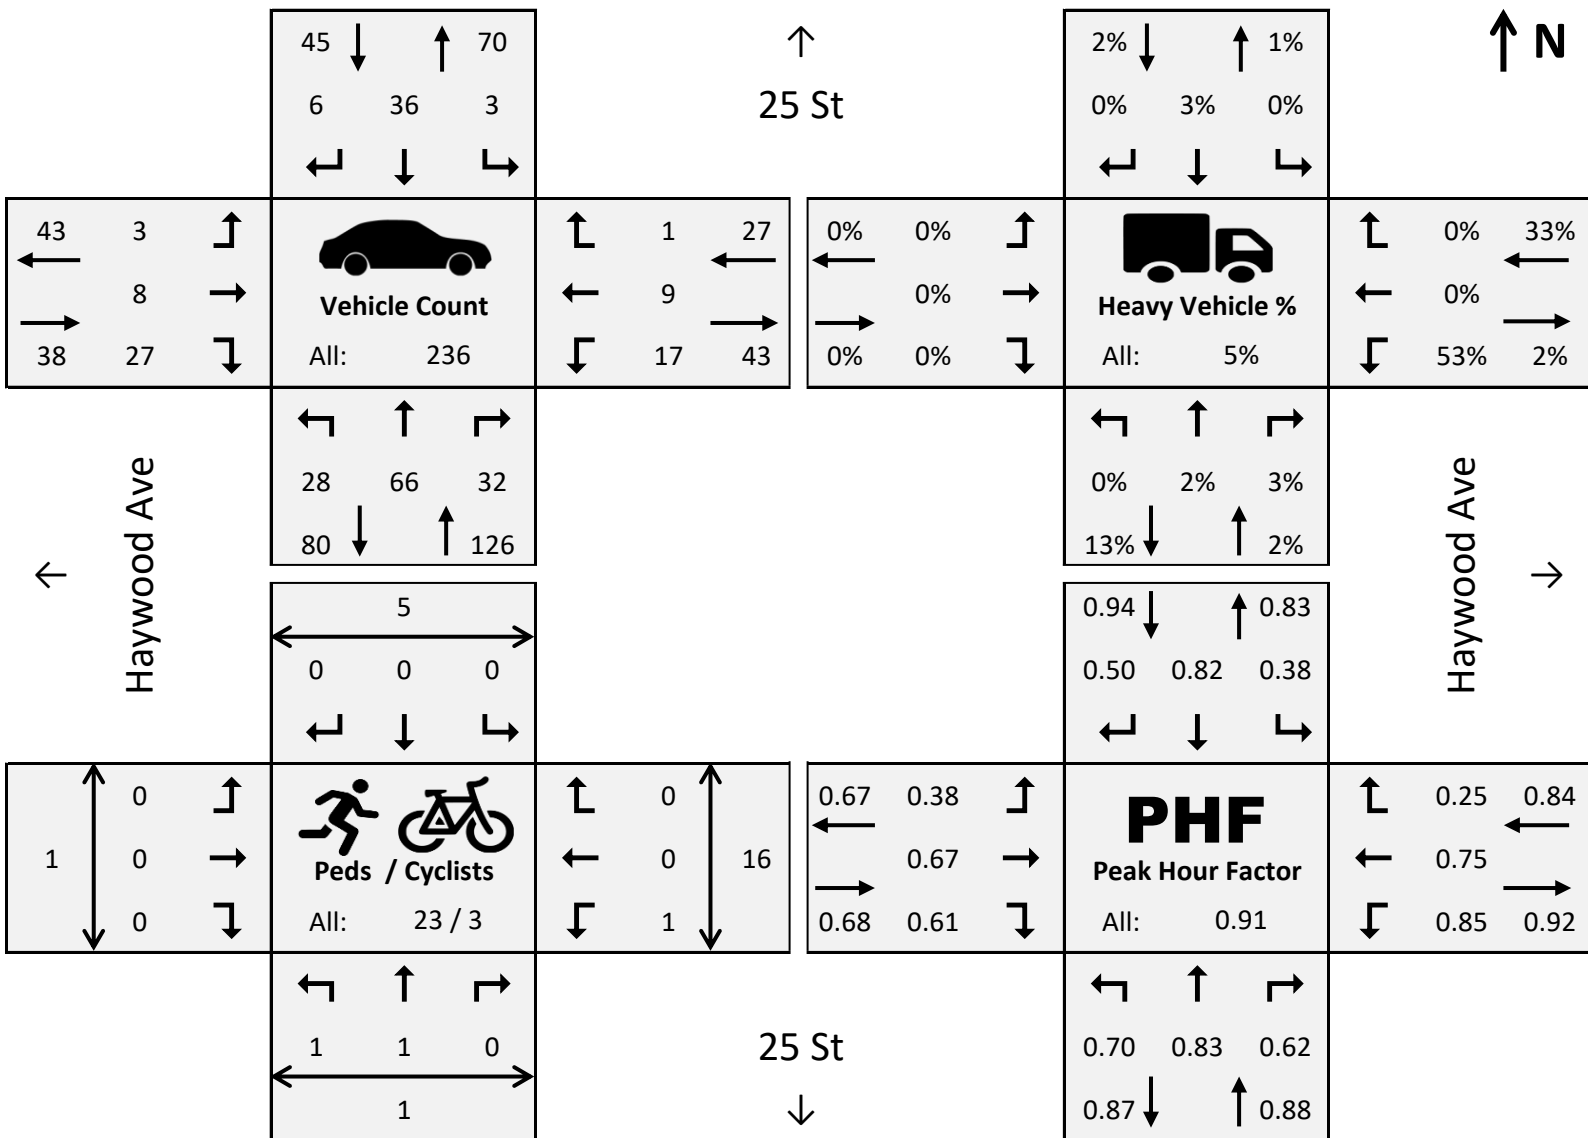 45 70 2% 1% N
25 St
6 36 3 0% 3% 0%
43 3 1 27 0% 0% 0% 33%
8 9 0% 0%
Vehicle Count Heavy Vehicle %
38 27 All: 236 17 43 0% 0% All: 5% 53% 2%
28 66 32 0% 2% 3%
80 126 13% 2%
Haywood Ave Haywood Ave
5 0.94 0.83
0 0 0 0.50 0.82 0.38
0 0 0.67 0.38 PHF 0.25 0.84
1 0 0 16 0.67 0.75
Peds / Cyclists Peak Hour Factor
0 All: 23 / 3 1 0.68 0.61 All: 0.91 0.85 0.92
1 1 0 25 St 0.70 0.83 0.62
1 0.87 0.88